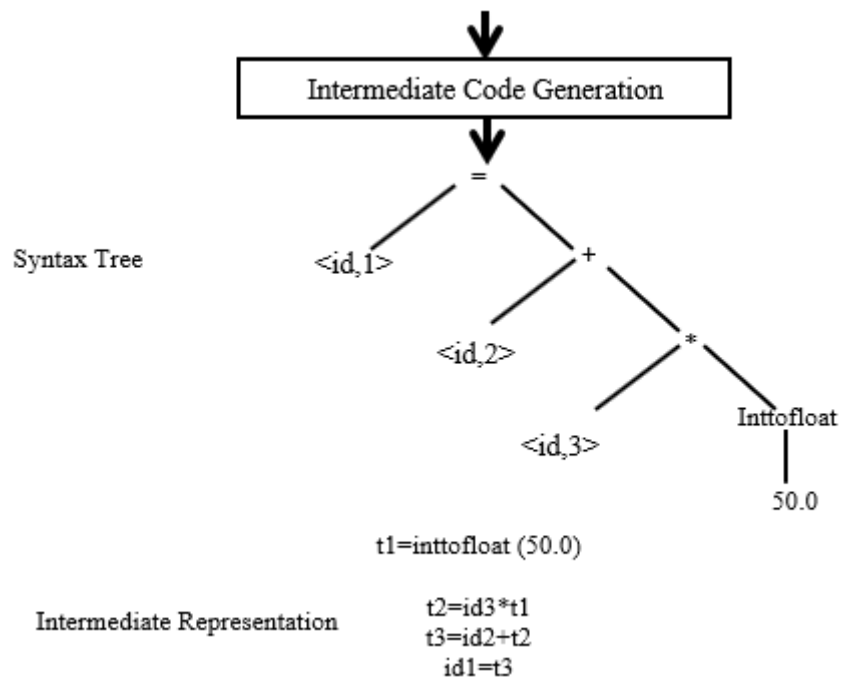 Intermediate Code Generation
=
Syntax Tree
<id,1>
+
<id,2>
*
<id,3>
Inttofloat
50.0
t1=inttofloat (50.0)
Intermediate Representation
t2=id3*t1
t3=id2+t2
id1=t3